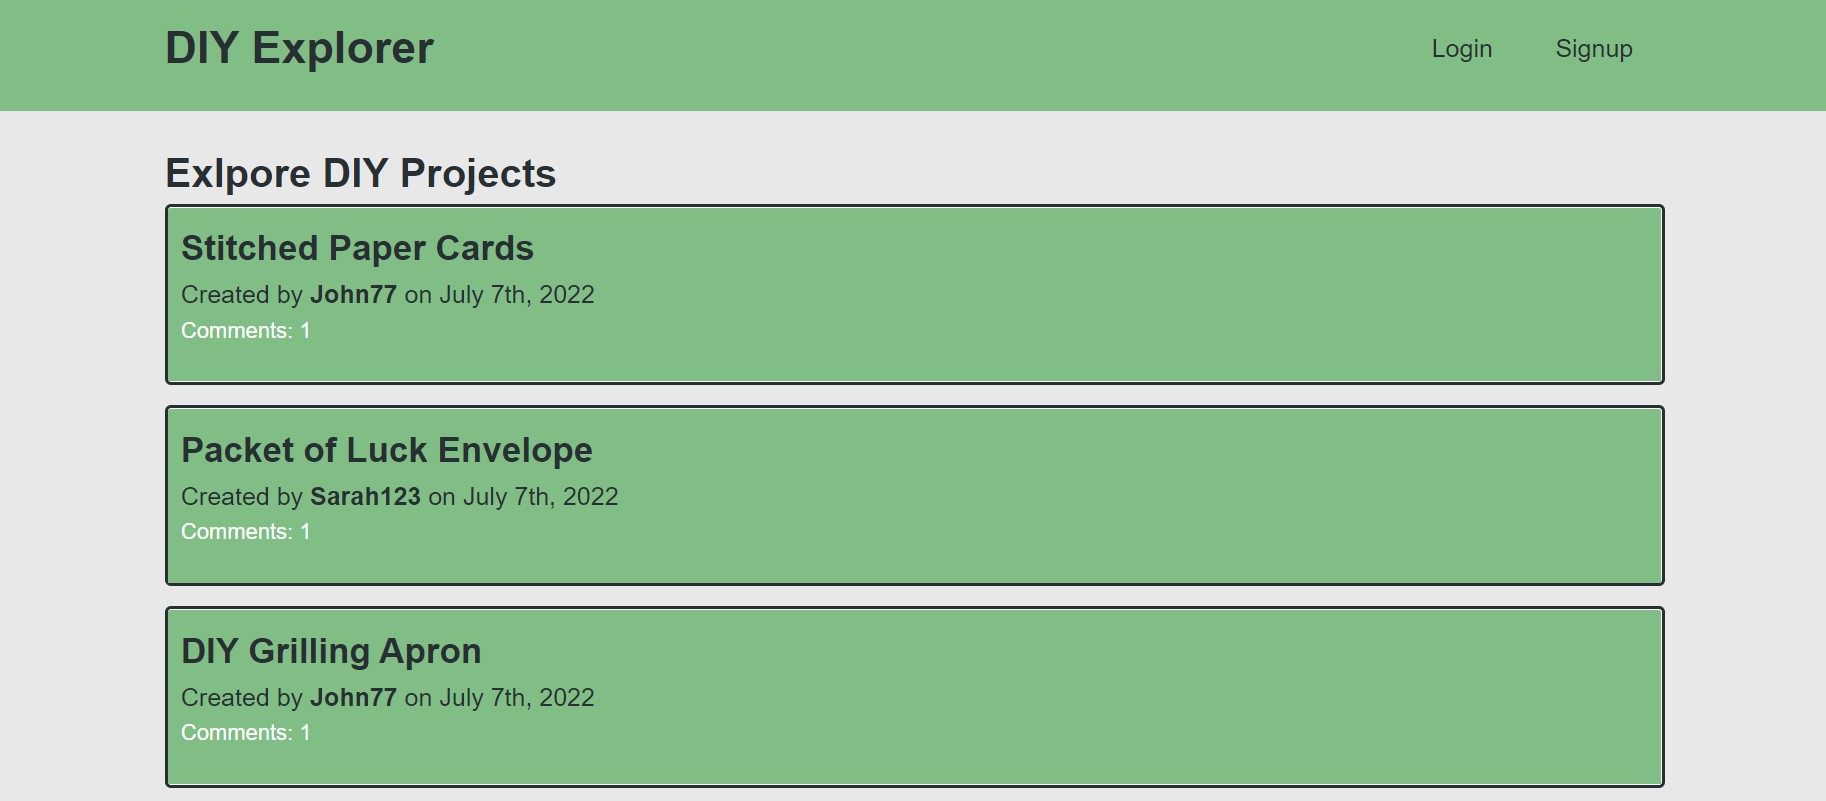 DIY Explorer
Login Signup
Exlpore DIY Projects
Stitched Paper Cards
Created by John77 on July 7th, 2022
Comments: 1
Packet of Luck Envelope
Created by Sarah123 on July 7th, 2022
Comments: 1
DIY Grilling Apron
Created by John77 on July 7th, 2022
Comments: 1